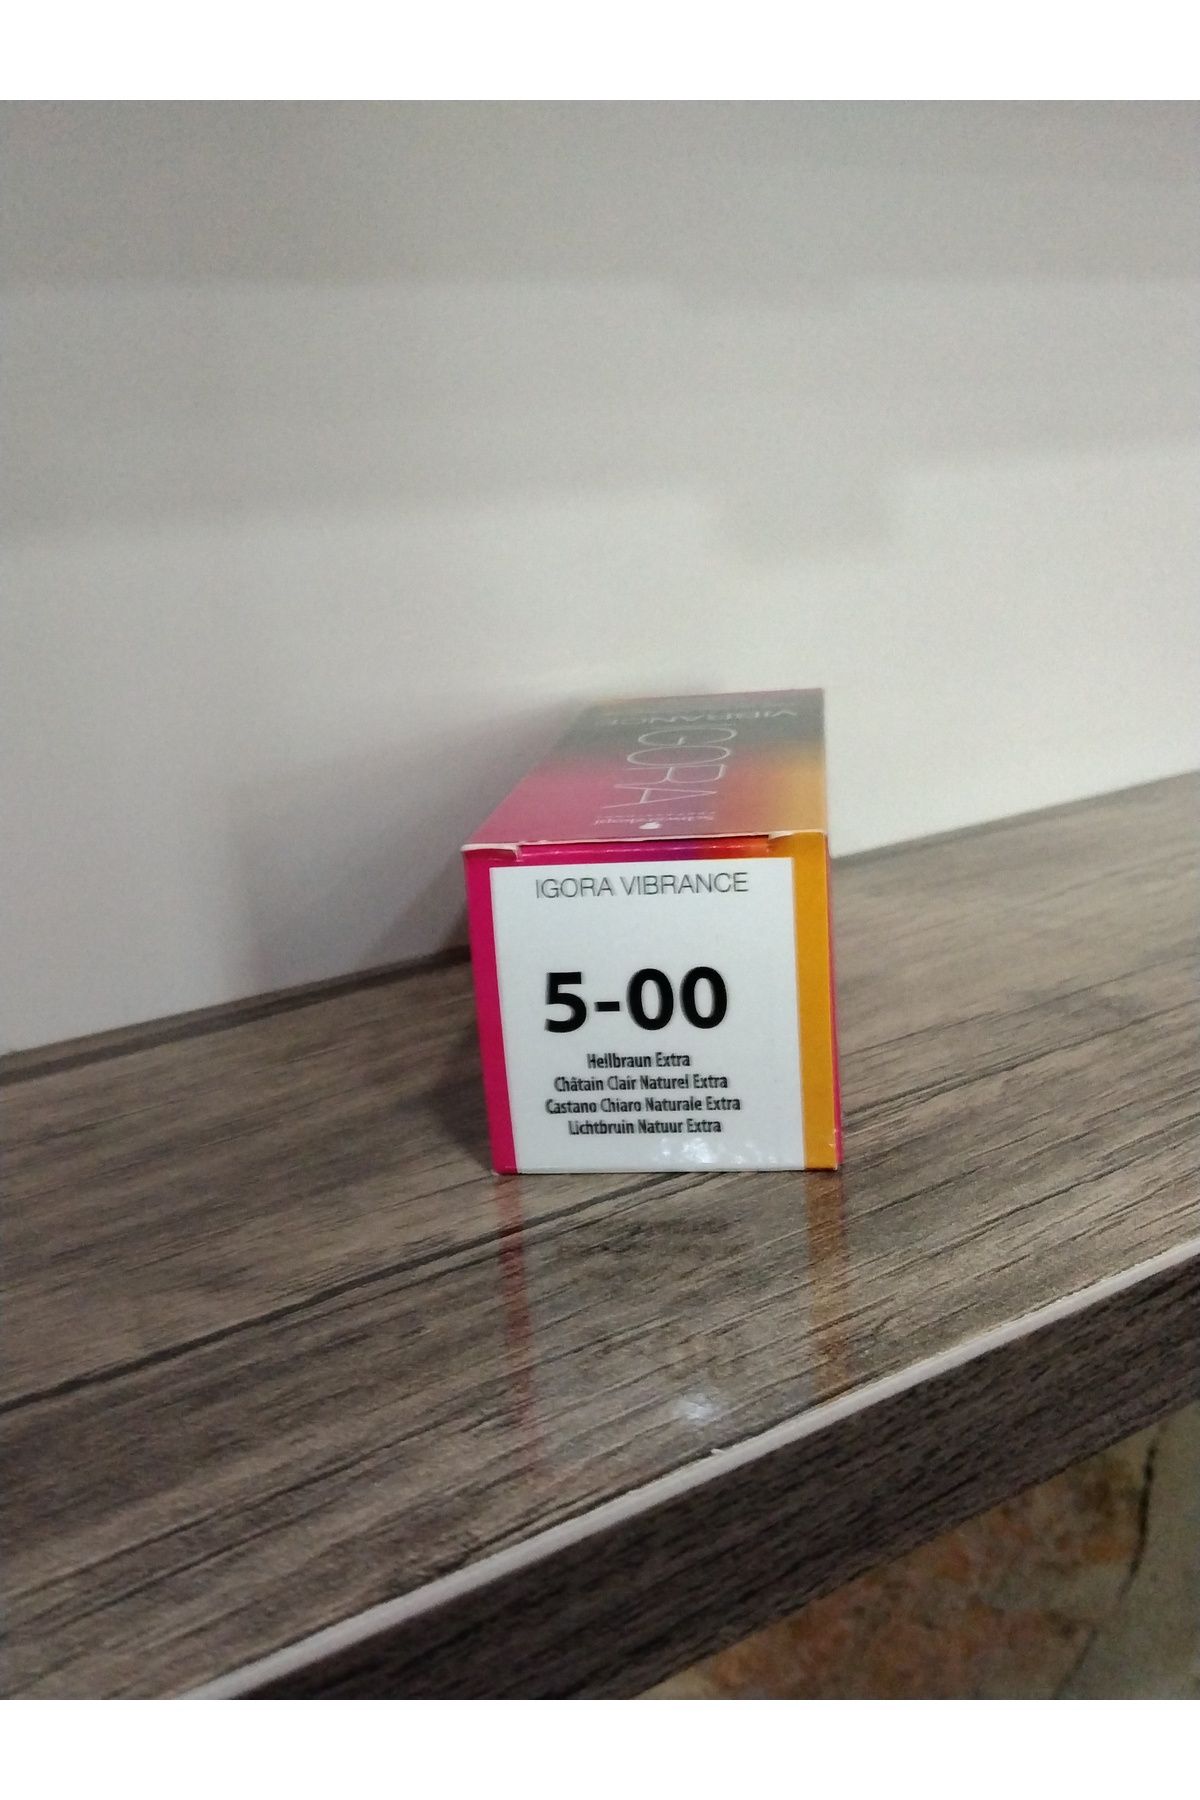 VIBRANCE
IGORA
Schwarzkopf
IGORA VIBRANCE
5-00
Hellbraun Extra
Châtain Clair Naturel Extra
Castano Chiaro Naturale Extra
Lichtbruin Natuur Extra